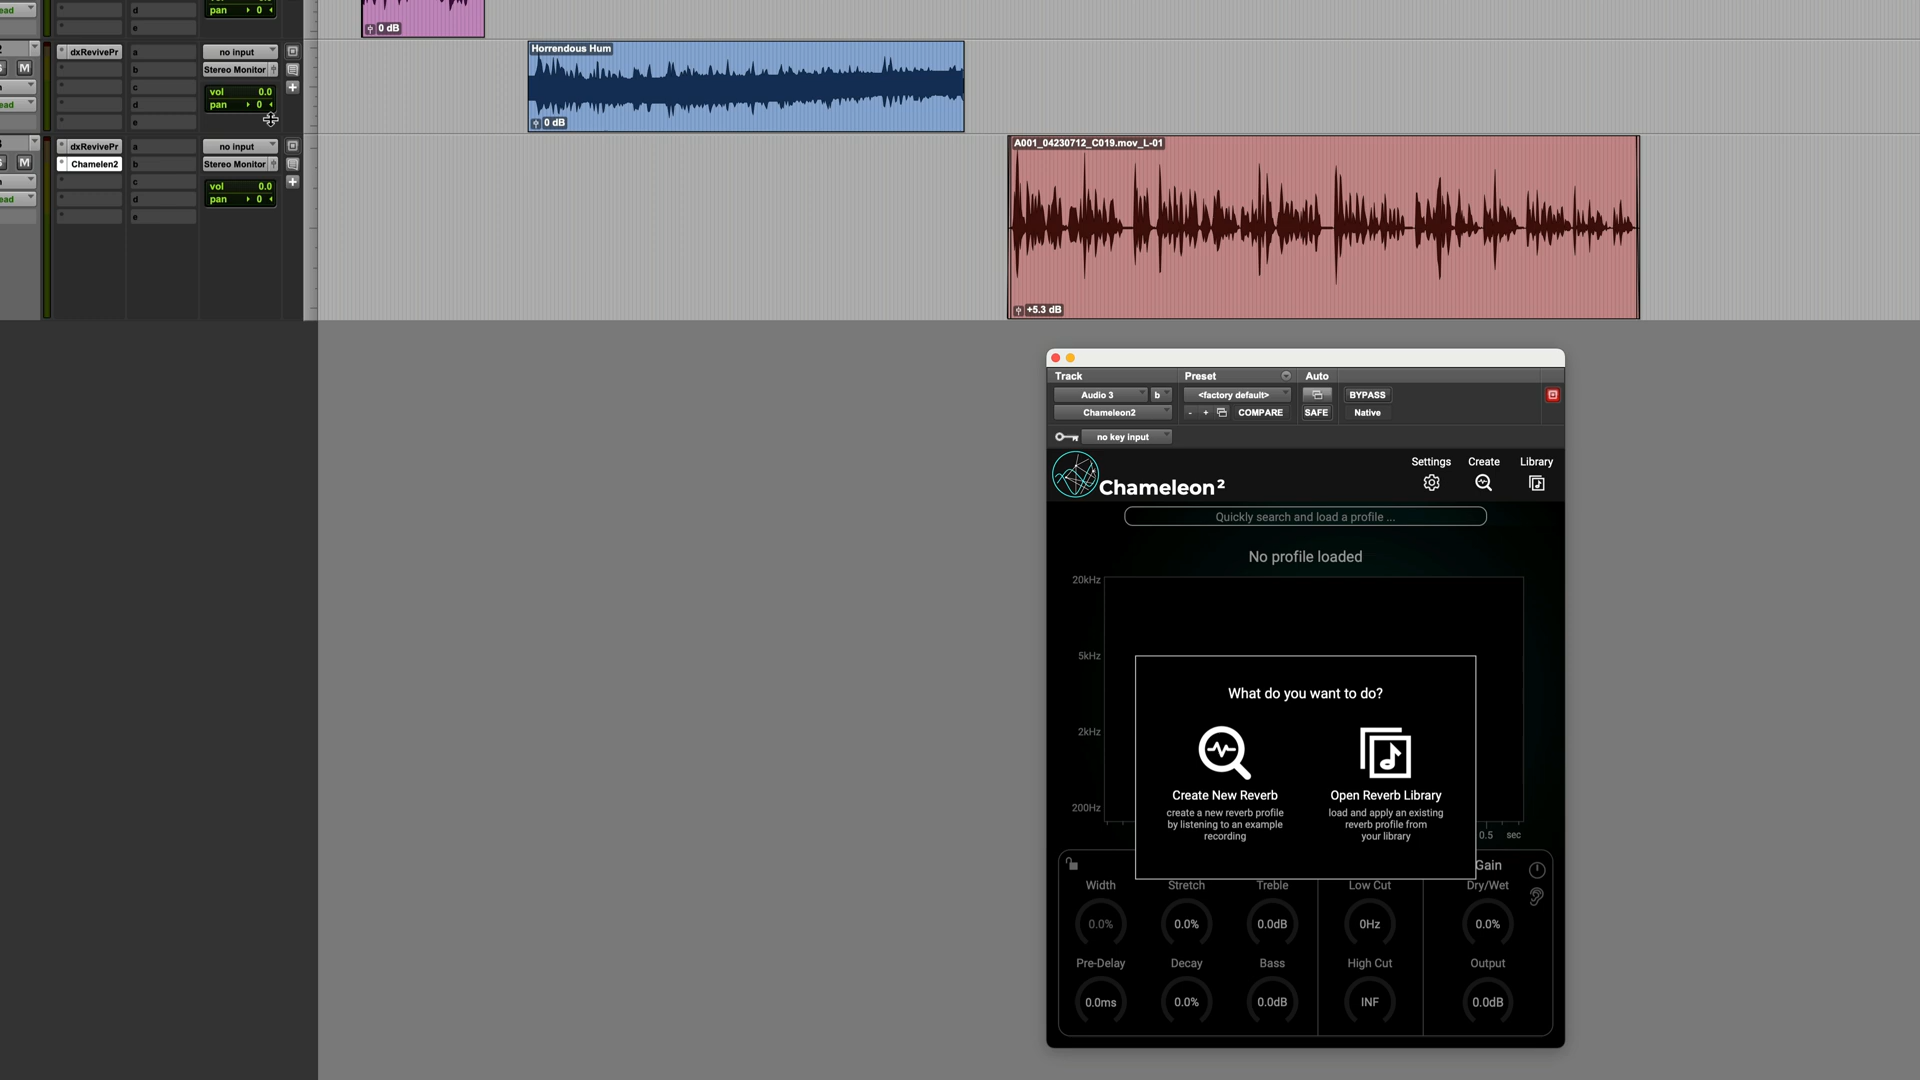 ead
pan 0
d
e
0 dB
2
dxRevivePr
a
no input
Horrendous Hum
S
M
b
Stereo Monitor
c
vol 0.0
ead
d
pan 0
e
0 dB
3
dxRevivePr
a
no input
A001_04230712_C019.mov_L-01
S
M
Chamelen2
b
Stereo Monitor
c
vol 0.0
ead
d
pan 0
e
+5.3 dB
Track
Preset
Auto
Audio 3
b
<factory default>
BYPASS
Chameleon2
- +
COMPARE
SAFE
Native
no key input
Settings
Create
Library
Chameleon²
Quickly search and load a profile ...
No profile loaded
20kHz
5kHz
2kHz
200Hz
What do you want to do?
Create New Reverb
create a new reverb profile
by listening to an example
recording
Open Reverb Library
load and apply an existing
reverb profile from
your library
0.5 sec
Gain
Width
Stretch
Treble
Low Cut
Dry/Wet
0.0%
0.0%
0.0dB
0Hz
0.0%
Pre-Delay
Decay
Bass
High Cut
Output
0.0ms
0.0%
0.0dB
INF
0.0dB